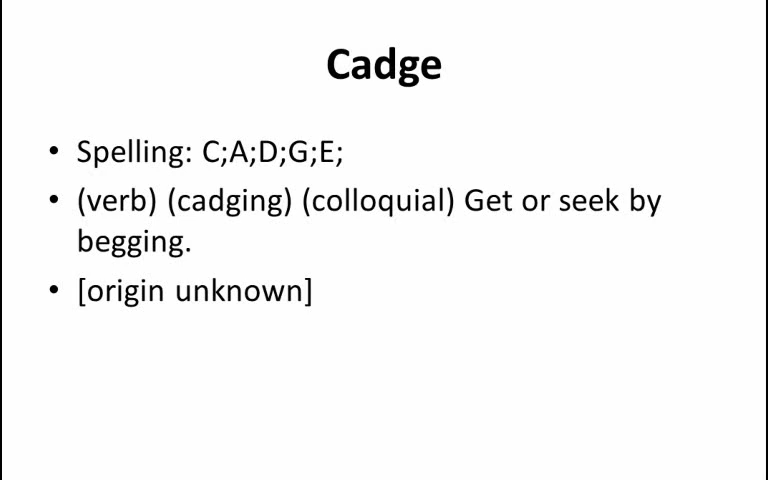 Cadge
• Spelling: C;A;D;G;E;
• (verb) (cadging) (colloquial) Get or seek by
begging.
• [origin unknown]